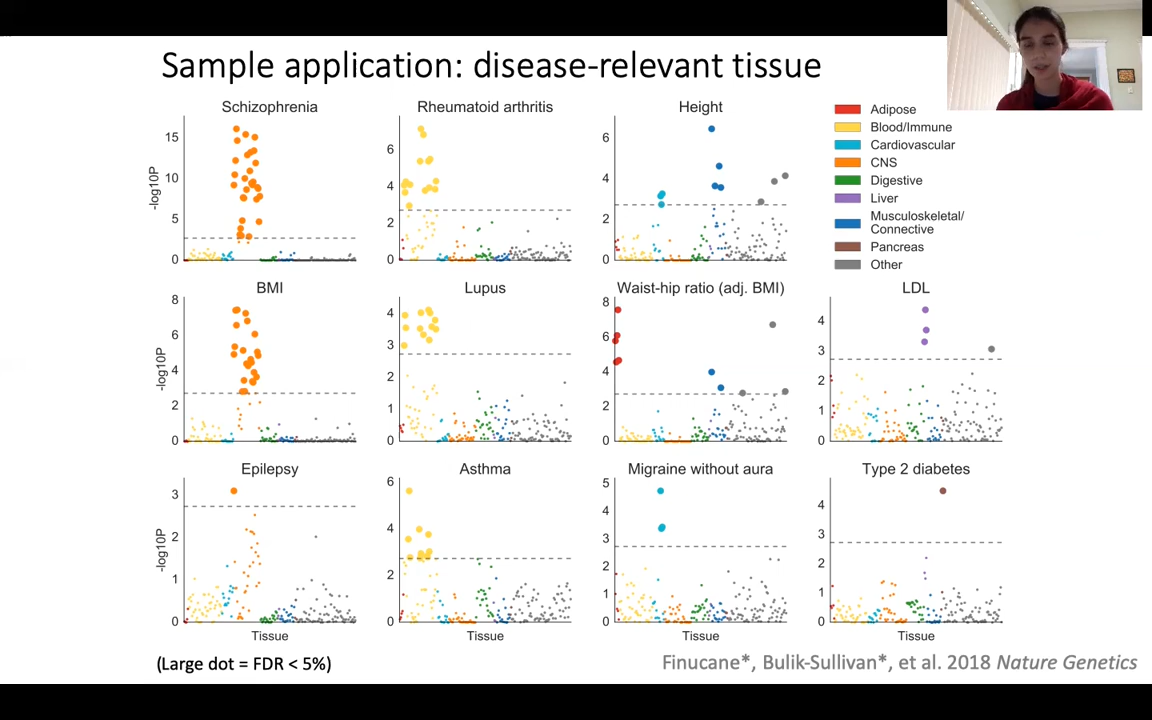 Sample application: disease-relevant tissue
Schizophrenia
Rheumatoid arthritis
Height
-log10P
15
10
5
0
6
4
2
0
6
4
2
0
Adipose
Blood/Immune
Cardiovascular
CNS
Digestive
Liver
Musculoskeletal/
Connective
Pancreas
Other
BMI
Lupus
Waist-hip ratio (adj. BMI)
LDL
-log10P
8
6
4
2
0
4
3
2
1
0
8
6
4
2
0
4
3
2
1
0
Epilepsy
Asthma
Migraine without aura
Type 2 diabetes
-log10P
3
2
1
0
6
4
2
0
5
4
3
2
1
0
4
3
2
1
0
Tissue
Tissue
Tissue
Tissue
(Large dot = FDR < 5%)
Finucane*, Bulik-Sullivan*, et al. 2018 Nature Genetics